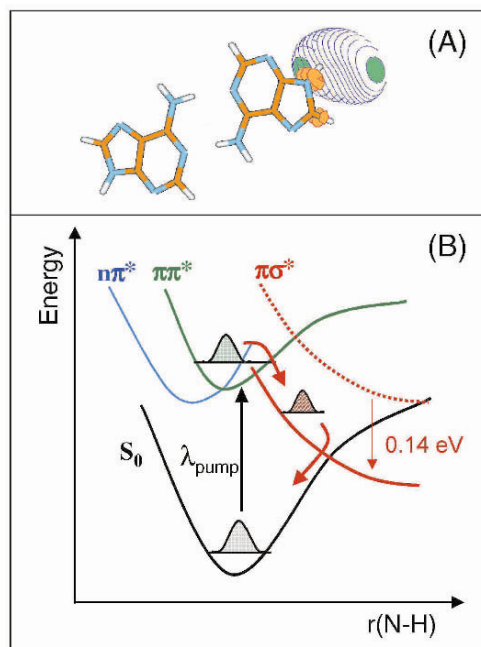 (A)
(B)
Energy
nπ* ππ* πσ*
S₀
λpump
0.14 eV
r(N-H)